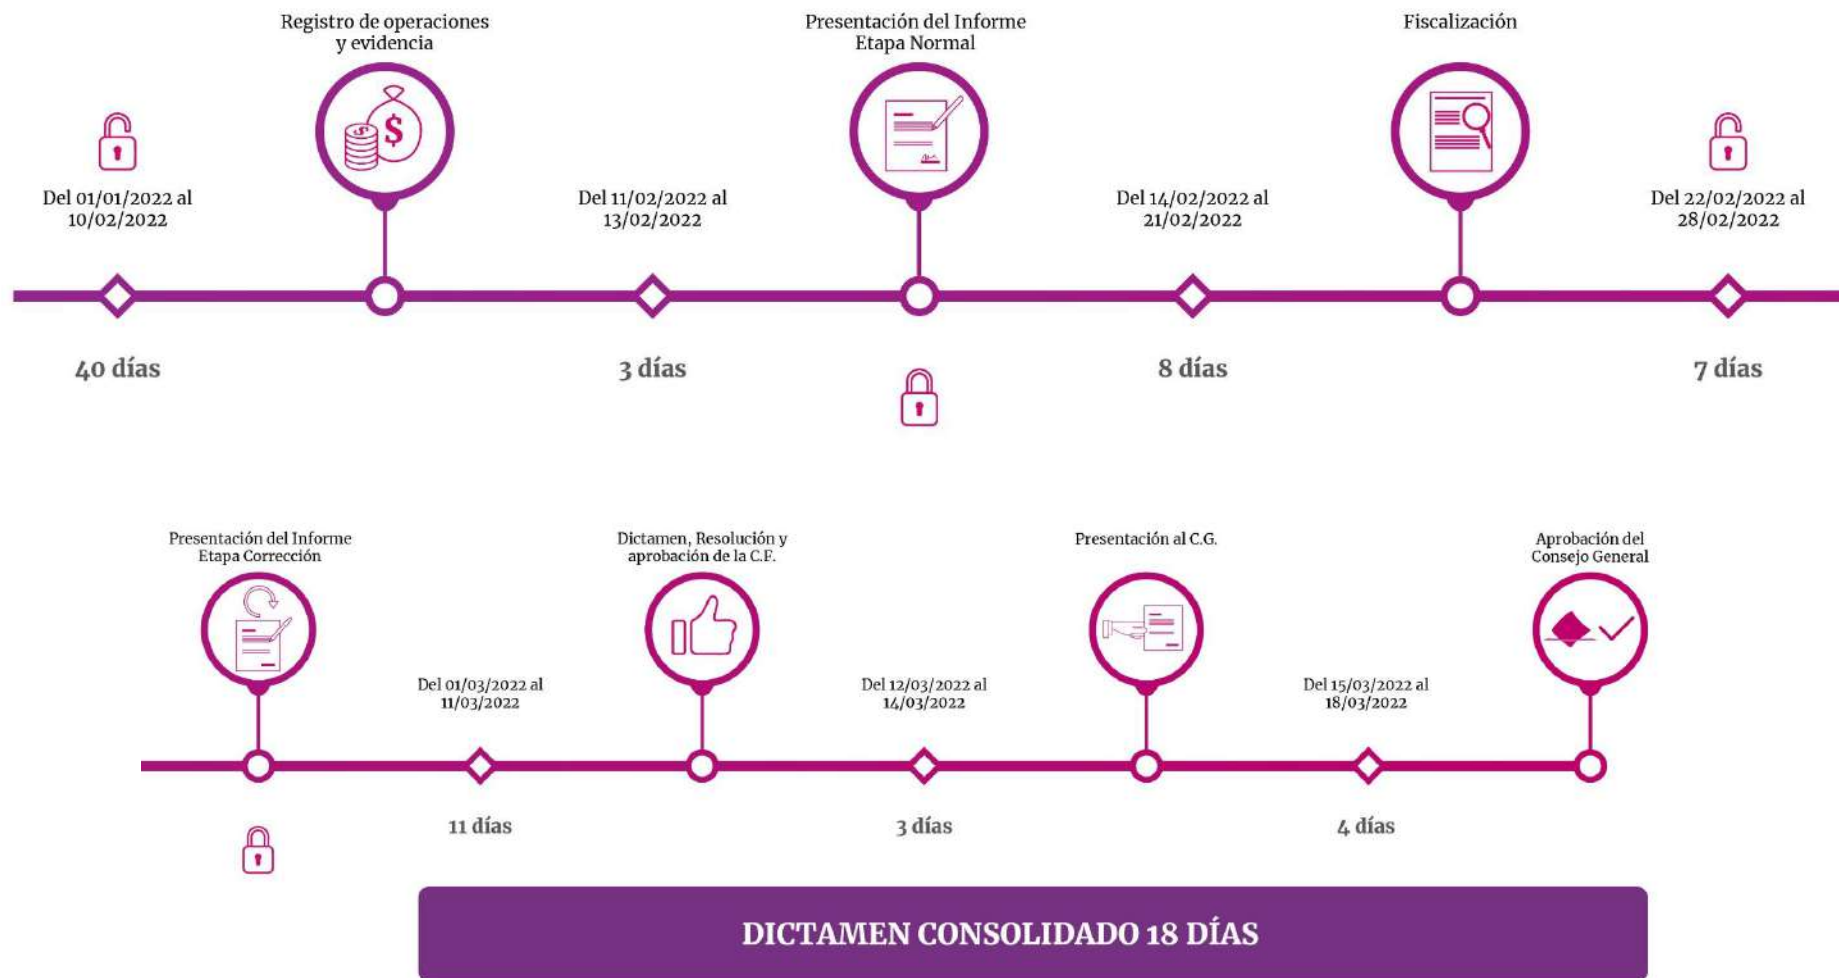 Registro de operaciones
y evidencia
Presentación del Informe
Etapa Normal
Fiscalización
$
$
Del 01/01/2022 al
10/02/2022
Del 11/02/2022 al
13/02/2022
Del 14/02/2022 al
21/02/2022
Del 22/02/2022 al
28/02/2022
40 días
3 días
8 días
7 días
Presentación del Informe
Etapa Corrección
Dictamen, Resolución y
aprobación de la C.F.
Presentación al C.G.
Aprobación del
Consejo General
Del 01/03/2022 al
11/03/2022
Del 12/03/2022 al
14/03/2022
Del 15/03/2022 al
18/03/2022
11 días
3 días
4 días
DICTAMEN CONSOLIDADO 18 DÍAS